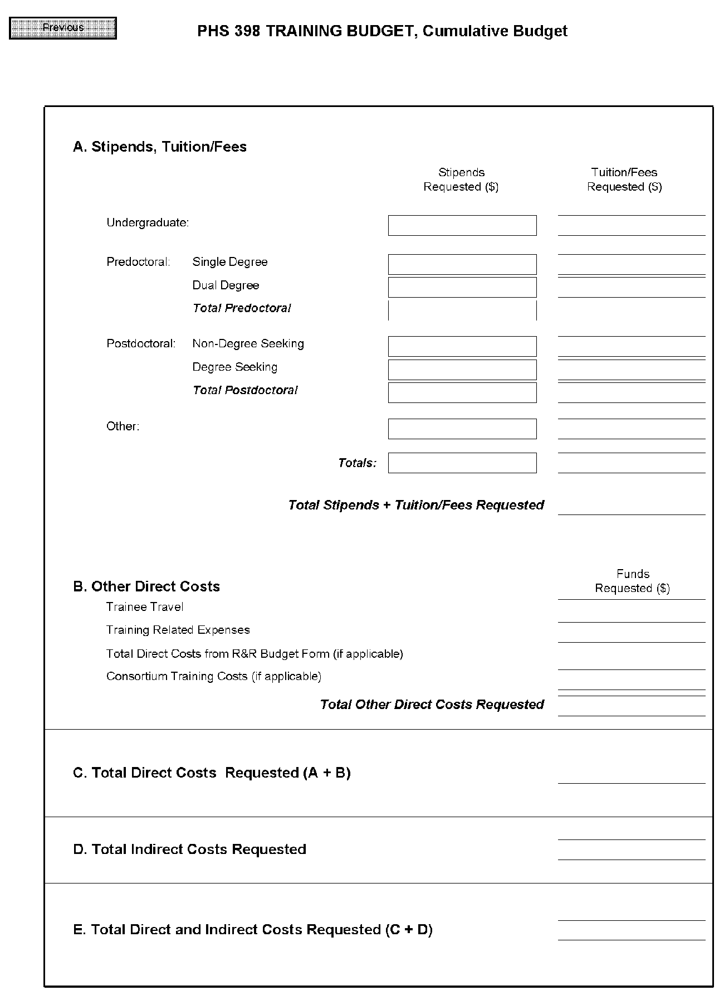 Previous
PHS 398 TRAINING BUDGET, Cumulative Budget
A. Stipends, Tuition/Fees
Stipends
Requested ($)
Tuition/Fees
Requested ($)
Undergraduate:
Predoctoral: Single Degree
Dual Degree
Total Predoctoral
Postdoctoral: Non-Degree Seeking
Degree Seeking
Total Postdoctoral
Other:
Totals:
Total Stipends + Tuition/Fees Requested
B. Other Direct Costs
Funds
Requested ($)
Trainee Travel
Training Related Expenses
Total Direct Costs from R&R Budget Form (if applicable)
Consortium Training Costs (if applicable)
Total Other Direct Costs Requested
C. Total Direct Costs Requested (A + B)
D. Total Indirect Costs Requested
E. Total Direct and Indirect Costs Requested (C + D)